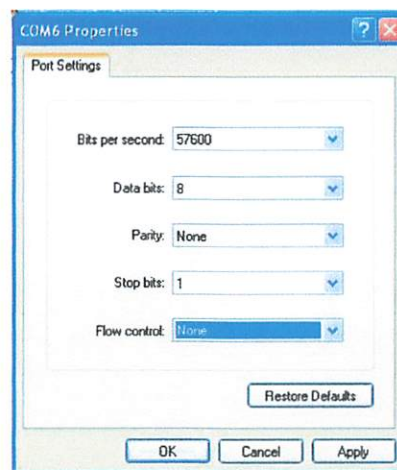 COM6 Properties
Port Settings
Bits per second: 57600
Data bits: 8
Parity: None
Stop bits: 1
Flow control: None
Restore Defaults
OK Cancel Apply